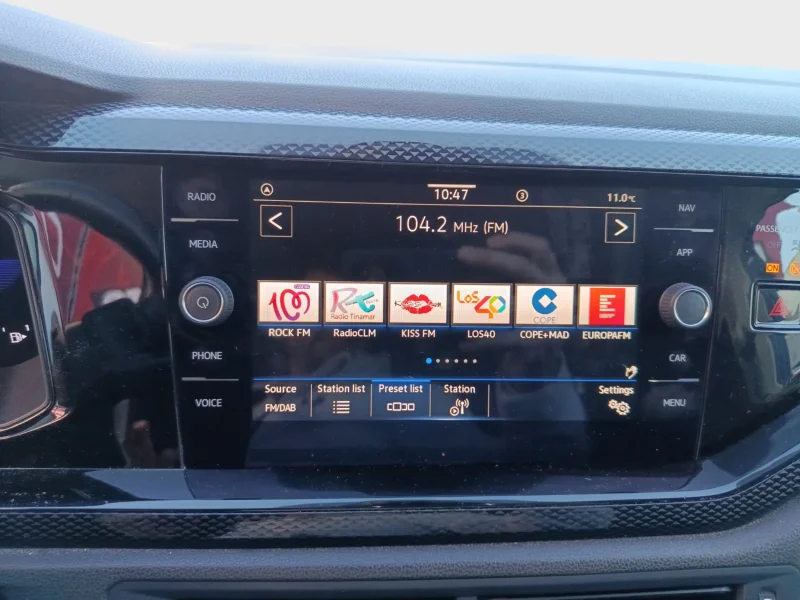 RADIO
MEDIA
PHONE
VOICE
10:47
3
11.0°C
104.2 MHz (FM)
100
Radio Tinamar
LOS40
COPE
ROCK FM
RadioCLM
KISS FM
LOS40
COPE+MAD
EUROPAFM
Source
FM/DAB
Station list
Preset list
Station
Settings
NAV
APP
CAR
MENU
ON